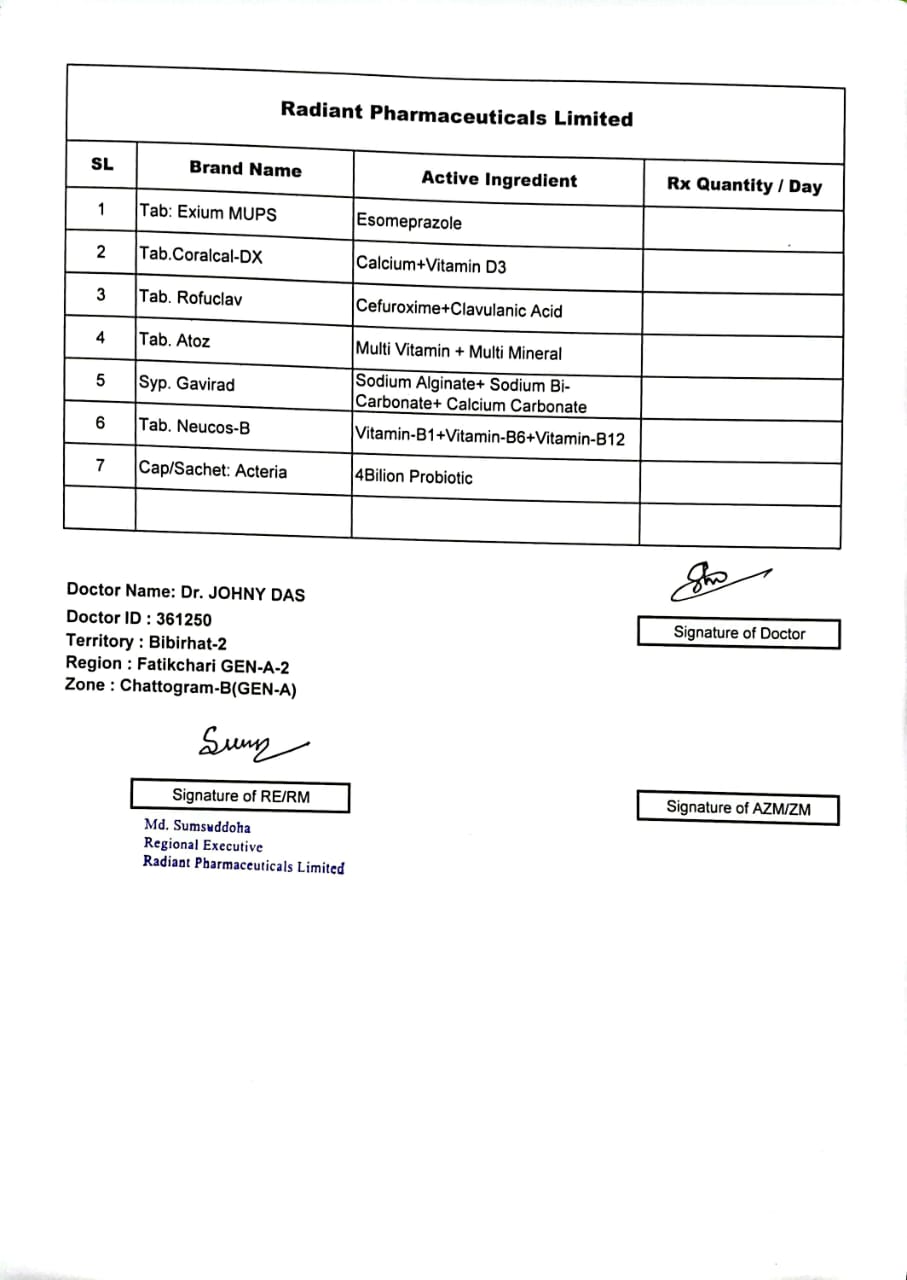 Radiant Pharmaceuticals Limited
SL Brand Name Active Ingredient Rx Quantity / Day
1 Tab: Exium MUPS Esomeprazole
2 Tab.Coralcal-DX Calcium+Vitamin D3
3 Tab. Rofuclav Cefuroxime+Clavulanic Acid
4 Tab. Atoz Multi Vitamin + Multi Mineral
5 Syp. Gavirad Sodium Alginate+ Sodium Bi-
Carbonate+ Calcium Carbonate
6 Tab. Neucos-B Vitamin-B1+Vitamin-B6+Vitamin-B12
7 Cap/Sachet: Acteria 4Bilion Probiotic
Doctor Name: Dr. JOHNY DAS
Doctor ID : 361250
Territory : Bibirhat-2
Region : Fatikchari GEN-A-2
Zone : Chattogram-B(GEN-A)
Signature of Doctor
Signature of RE/RM
Signature of AZM/ZM
Md. Sumsuddoha
Regional Executive
Radiant Pharmaceuticals Limited